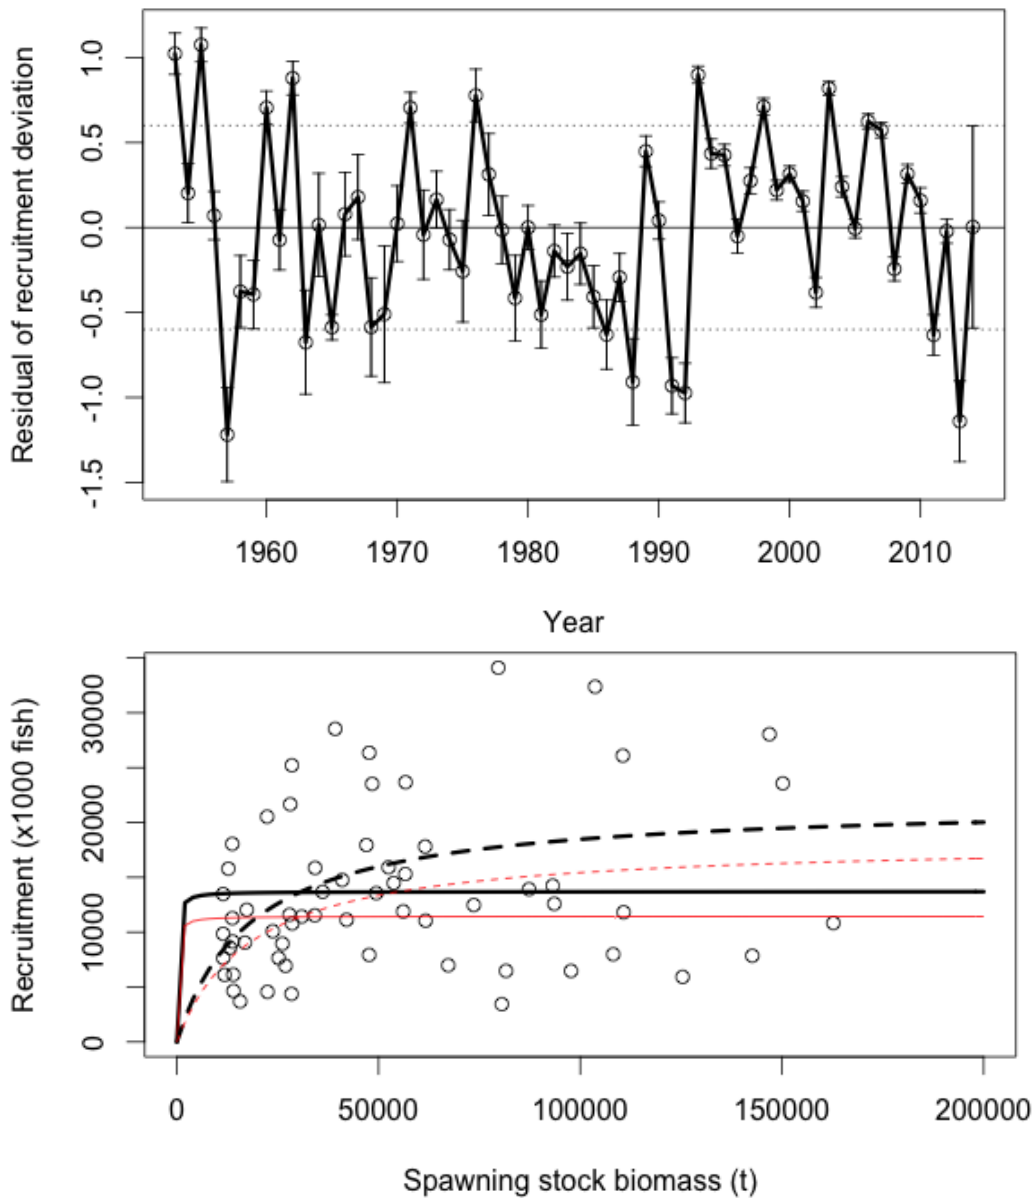 Residual of recruitment deviation
1.0
0.5
0.0
-0.5
-1.0
-1.5
1960 1970 1980 1990 2000 2010
Year
Recruitment (x1000 fish)
30000
20000
10000
0
0 50000 100000 150000 200000
Spawning stock biomass (t)